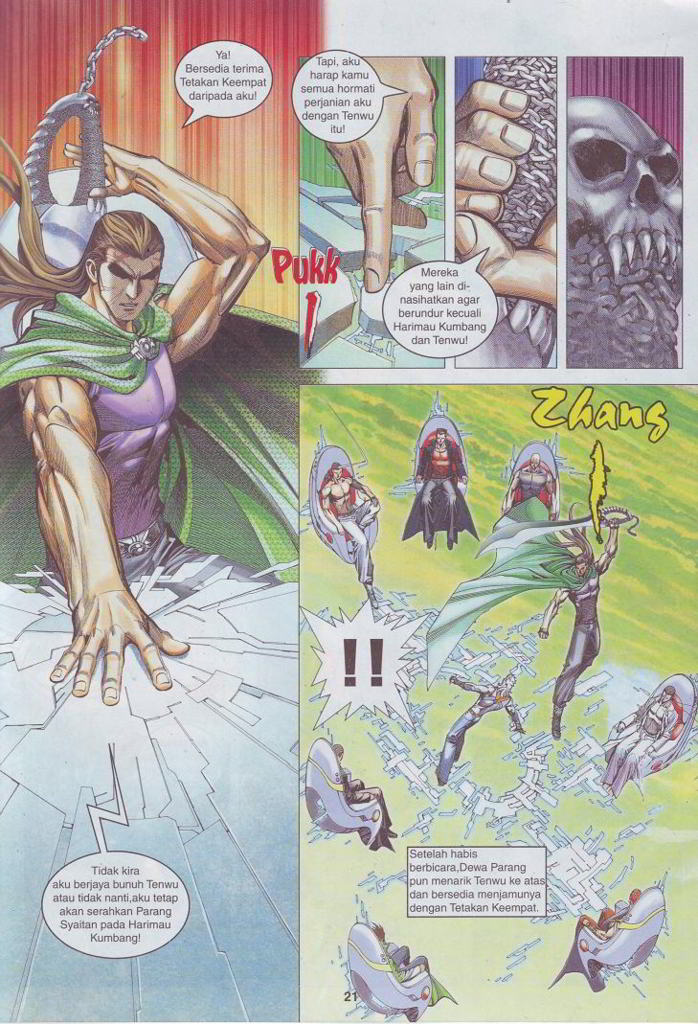 Ya!
Bersedia terima
Tetakan Keempat
daripada aku!
Tapi, aku
harap kamu
semua hormati
perjanian aku
dengan Tenwu
itu!
Pukk
!
Mereka
yang lain di-
nasihatkan agar
berundur kecuali
Harimau Kumbang
dan Tenwu!
Zhang
!!
Tidak kira
aku berjaya bunuh Tenwu
atau tidak nanti,aku tetap
akan serahkan Parang
Syaitan pada Harimau
Kumbang!
Setelah habis
berbicara,Dewa Parang
pun menarik Tenwu ke atas
dan bersedia menjamunya
dengan Tetakan Keempat.
21